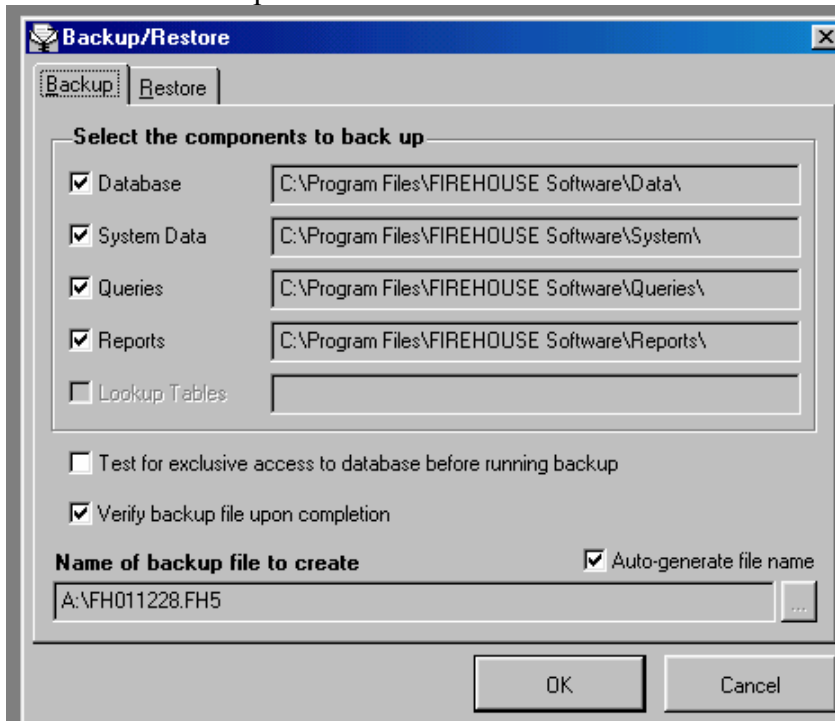 Backup/Restore
Backup Restore
Select the components to back up
Database C:\Program Files\FIREHOUSE Software\Data\
System Data C:\Program Files\FIREHOUSE Software\System\
Queries C:\Program Files\FIREHOUSE Software\Queries\
Reports C:\Program Files\FIREHOUSE Software\Reports\
Lookup Tables
Test for exclusive access to database before running backup
Verify backup file upon completion
Name of backup file to create Auto-generate file name
A:\FH011228.FH5 ...
OK Cancel